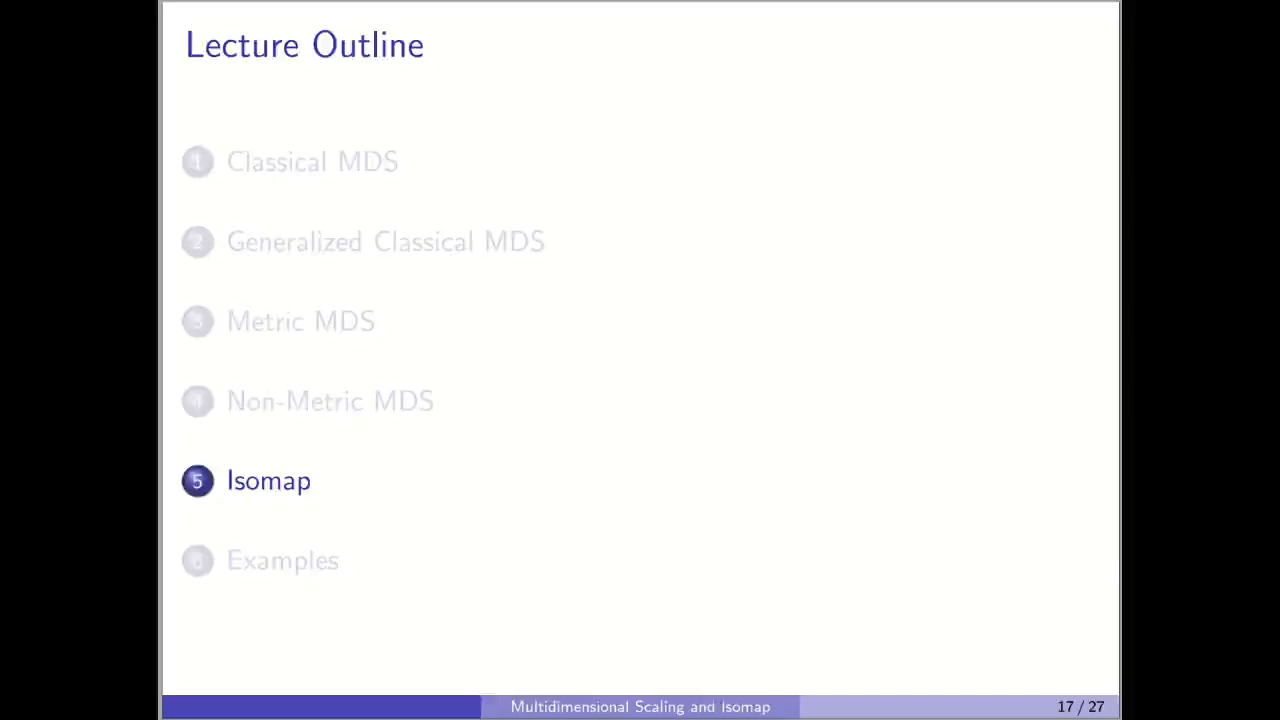 Lecture Outline
1 Classical MDS
2 Generalized Classical MDS
3 Metric MDS
4 Non-Metric MDS
5 Isomap
6 Examples
Multidimensional Scaling and Isomap 17 / 27